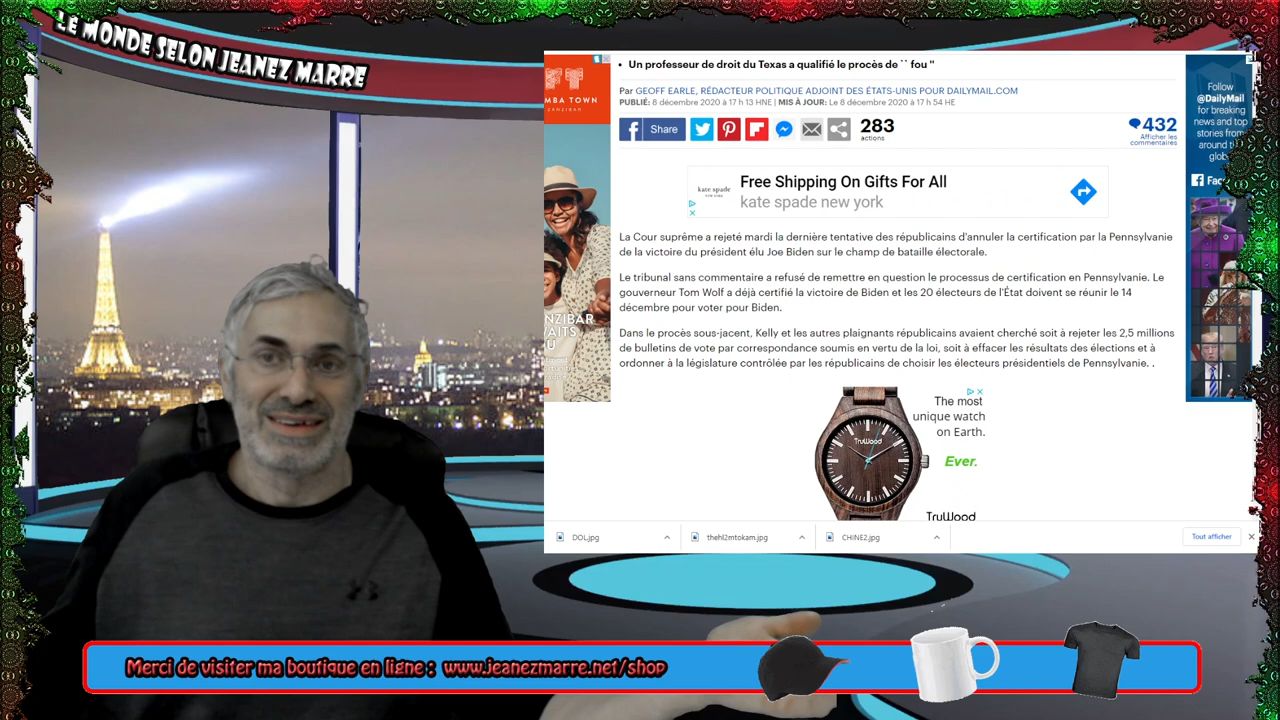 LE MONDE SELON JEANEZ MARRE
• Un professeur de droit du Texas a qualifié le procès de `` fou "
Par GEOFF EARLE, RÉDACTEUR POLITIQUE ADJOINT DES ÉTATS-UNIS POUR DAILYMAIL.COM
PUBLIÉ: 8 décembre 2020 à 17 h 13 HNE | MIS À JOUR: Le 8 décembre 2020 à 17 h 54 HE
Share
283
actions
432
Afficher les
commentaires
MBA TOWN
ZANZIBAR
Follow
@DailyMail
for breaking
news and top
stories from
around
glob
kate spade
NEW YORK
Free Shipping On Gifts For All
kate spade new york
La Cour suprême a rejeté mardi la dernière tentative des républicains d'annuler la certification par la Pennsylvanie
de la victoire du président élu Joe Biden sur le champ de bataille électorale.
Le tribunal sans commentaire a refusé de remettre en question le processus de certification en Pennsylvanie. Le
gouverneur Tom Wolf a déjà certifié la victoire de Biden et les 20 électeurs de l'État doivent se réunir le 14
décembre pour voter pour Biden.
Dans le procès sous-jacent, Kelly et les autres plaignants républicains avaient cherché soit à rejeter les 2,5 millions
de bulletins de vote par correspondance soumis en vertu de la loi, soit à effacer les résultats des élections et à
ordonner à la législature contrôlée par les républicains de choisir les électeurs présidentiels de Pennsylvanie. .
NZIBAR
AITS
U
The most
unique watch
on Earth.
Ever.
TruWood
TruWood
DOL.jpg
thehl2mtokam.jpg
CHINE2.jpg
Tout afficher
Merci de visiter ma boutique en ligne : www.jeanezmarre.net/shop